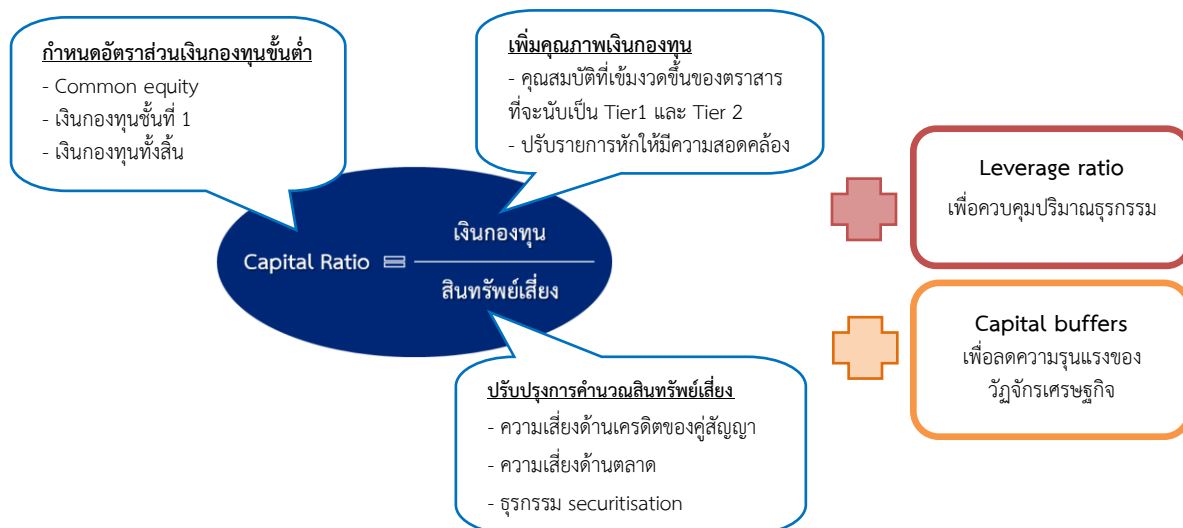 กำหนดอัตราส่วนเงินกองทุนขั้นต่ำ
- Common equity
- เงินกองทุนชั้นที่ 1
- เงินกองทุนทั้งสิ้น
เพิ่มคุณภาพเงินกองทุน
- คุณสมบัติที่เข้มงวดขึ้นของตราสาร
ที่จะนับเป็น Tier1 และ Tier 2
- ปรับรายการหักให้มีความสอดคล้อง
Capital Ratio =
เงินกองทุน
สินทรัพย์เสี่ยง
ปรับปรุงการคำนวณสินทรัพย์เสี่ยง
- ความเสี่ยงด้านเครดิตของคู่สัญญา
- ความเสี่ยงด้านตลาด
- ธุรกรรม securitisation
Leverage ratio
เพื่อควบคุมปริมาณธุรกรรม
Capital buffers
เพื่อลดความรุนแรงของ
วัฏจักรเศรษฐกิจ